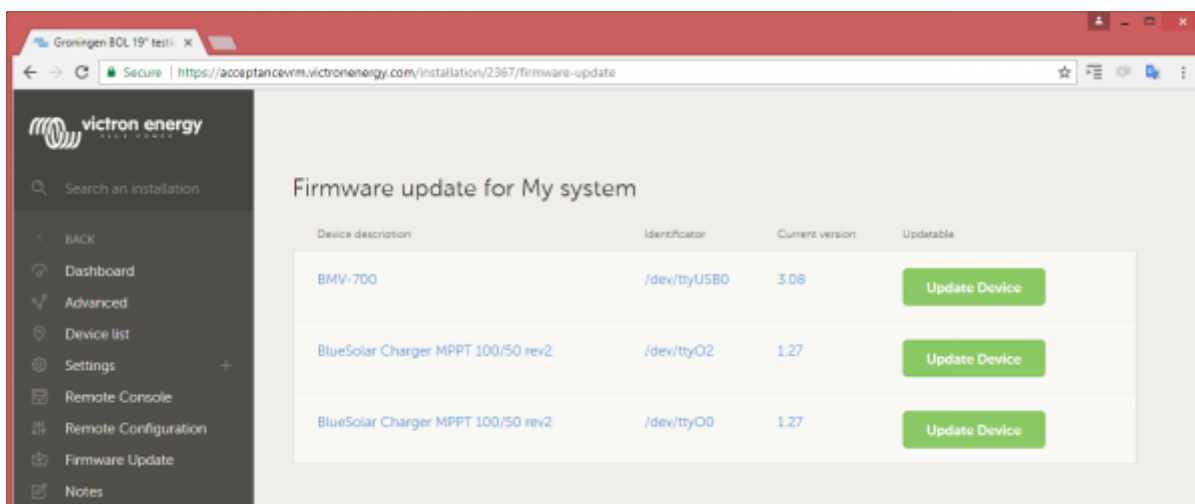 Groningen BOL 19" testi
Secure | https://acceptancevrm.victronenergy.com/installation/2367/firmware-update
victron energy
BLUE POWER
Search an installation
BACK
Dashboard
Advanced
Device list
Settings
Remote Console
Remote Configuration
Firmware Update
Notes
Firmware update for My system
Device description Identificator Current version Updatable
BMV-700 /dev/ttyUSB0 3.08 Update Device
BlueSolar Charger MPPT 100/50 rev2 /dev/ttyO2 1.27 Update Device
BlueSolar Charger MPPT 100/50 rev2 /dev/ttyO0 1.27 Update Device